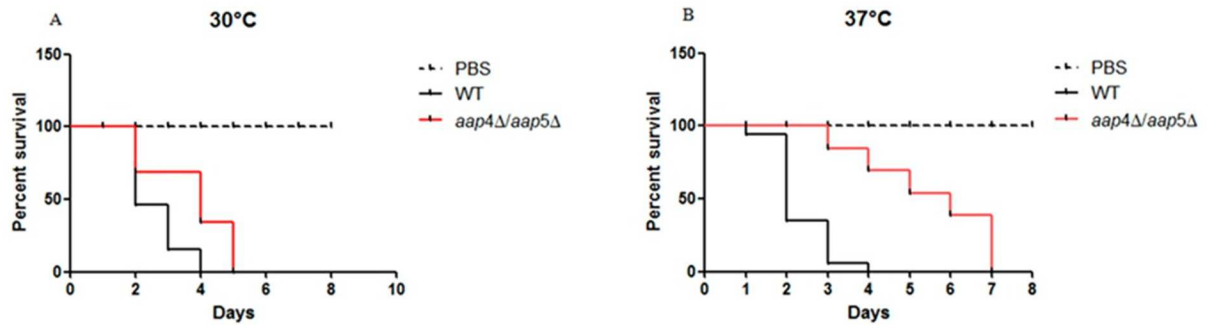 A
30°C
150
100
50
0
Percent survival
0 2 4 6 8 10
Days
PBS
WT
aap4Δ/aap5Δ
B
37°C
150
100
50
0
Percent survival
0 1 2 3 4 5 6 7 8
Days
PBS
WT
aap4Δ/aap5Δ